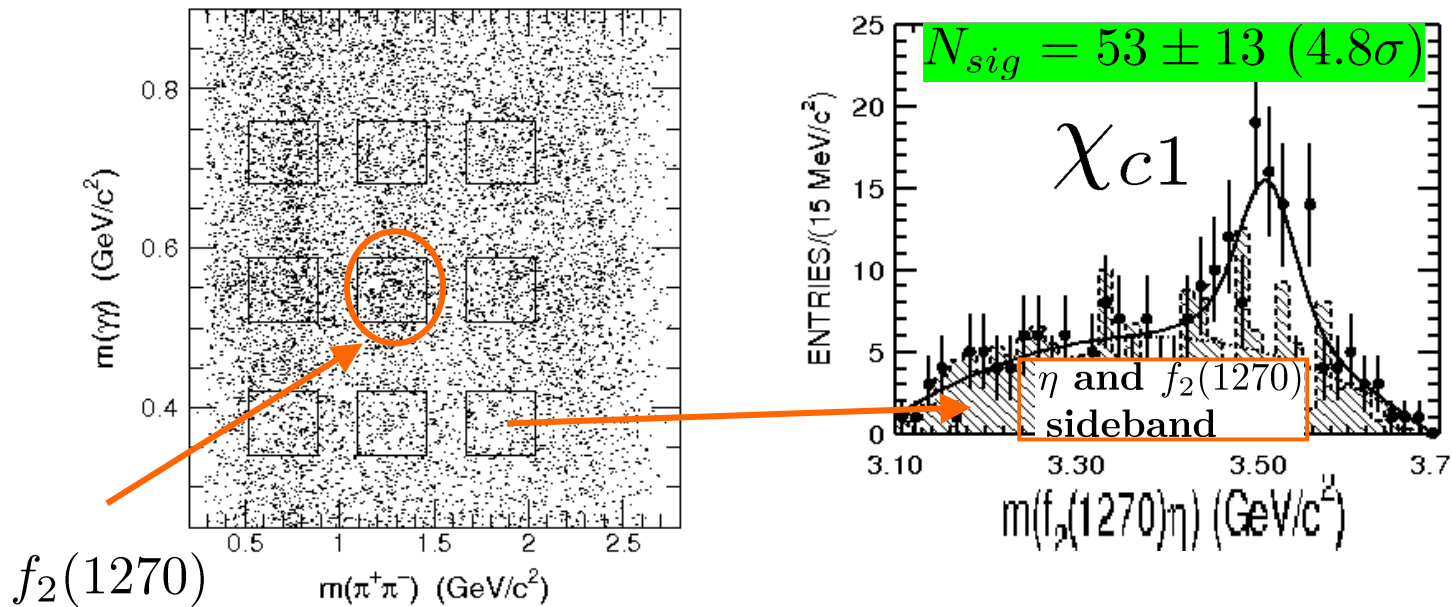 m(γγ) (GeV/c²)
0.8
0.6
0.4
0.5
1
1.5
2
2.5
m(π⁺π⁻) (GeV/c²)
f₂(1270)
N_sig = 53 ± 13 (4.8σ)
χ_c1
ENTRIES/(15 MeV/c²)
25
20
15
10
5
0
η and f₂(1270)
sideband
3.10
3.30
3.50
3.7
m(f₂(1270)η) (GeV/c²)